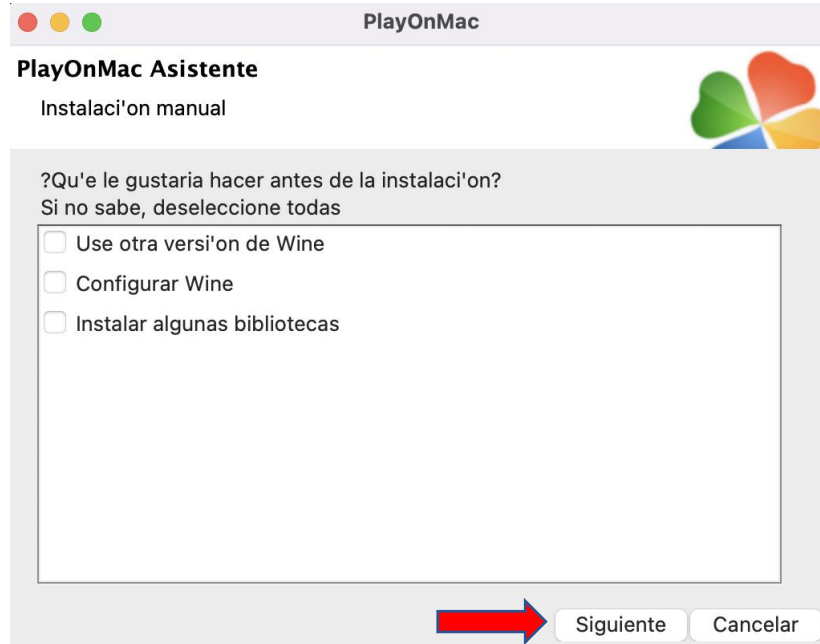 PlayOnMac
PlayOnMac Asistente
Instalaci'on manual
?Qu'e le gustaria hacer antes de la instalaci'on?
Si no sabe, deseleccione todas
Use otra versi'on de Wine
Configurar Wine
Instalar algunas bibliotecas
Siguiente Cancelar